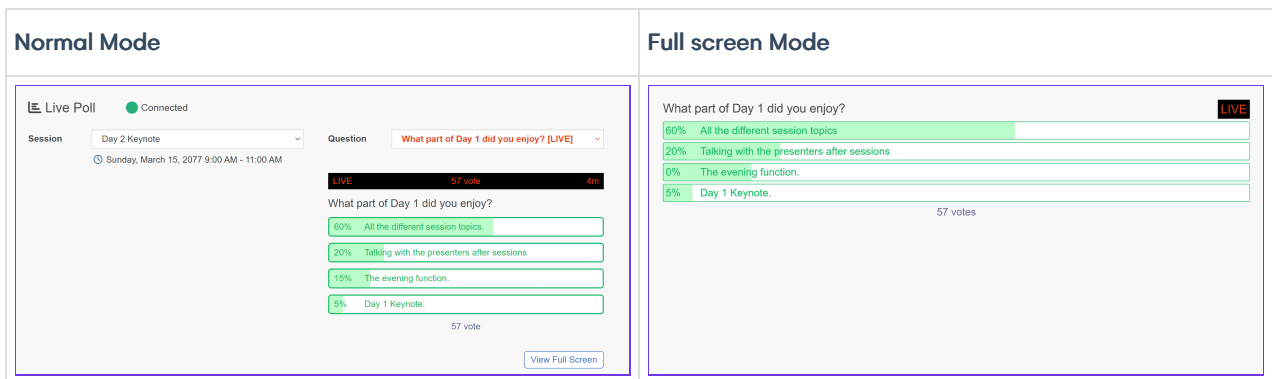 Normal Mode
Live Poll Connected
Session Day 2 Keynote
Sunday, March 15, 2077 9:00 AM - 11:00 AM
Question What part of Day 1 did you enjoy? [LIVE]
LIVE 57 vote 4m
What part of Day 1 did you enjoy?
60% All the different session topics.
20% Talking with the presenters after sessions
15% The evening function.
5% Day 1 Keynote.
57 vote
View Full Screen
Full screen Mode
What part of Day 1 did you enjoy? LIVE
60% All the different session topics
20% Talking with the presenters after sessions
0% The evening function.
5% Day 1 Keynote.
57 votes